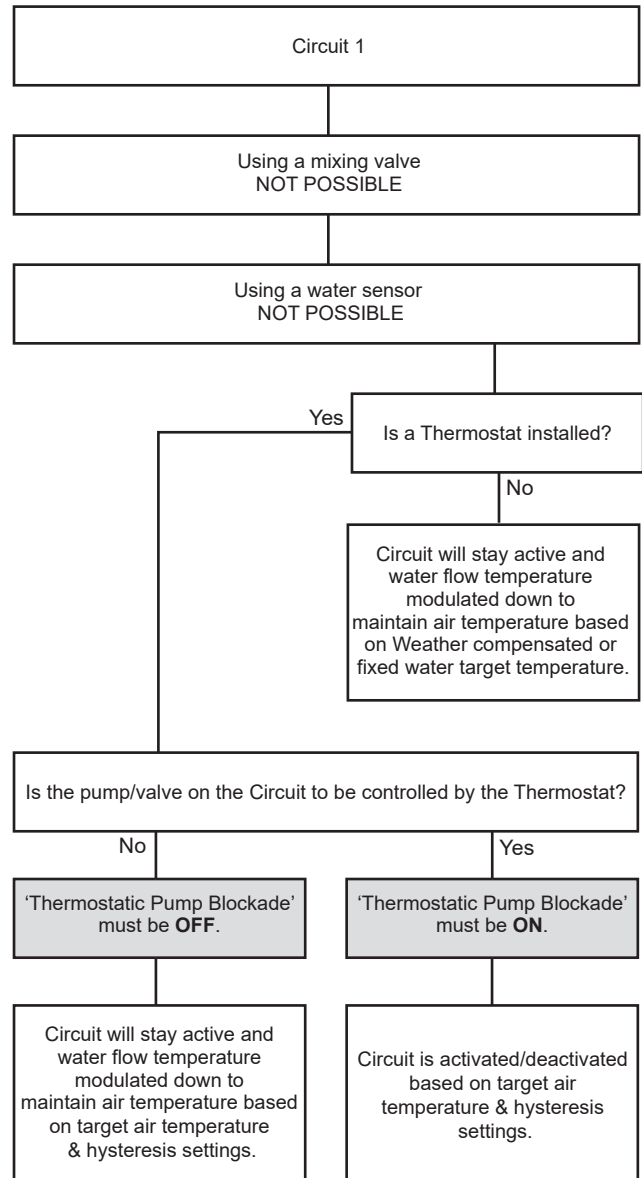 Circuit 1
Using a mixing valve
NOT POSSIBLE
Using a water sensor
NOT POSSIBLE
Yes
Is a Thermostat installed?
No
Circuit will stay active and
water flow temperature
modulated down to
maintain air temperature based
on Weather compensated or
fixed water target temperature.
Is the pump/valve on the Circuit to be controlled by the Thermostat?
No
Yes
‘Thermostatic Pump Blockade’
must be OFF.
‘Thermostatic Pump Blockade’
must be ON.
Circuit will stay active and
water flow temperature
modulated down to
maintain air temperature based
on target air temperature
& hysteresis settings.
Circuit is activated/deactivated
based on target air
temperature & hysteresis
settings.